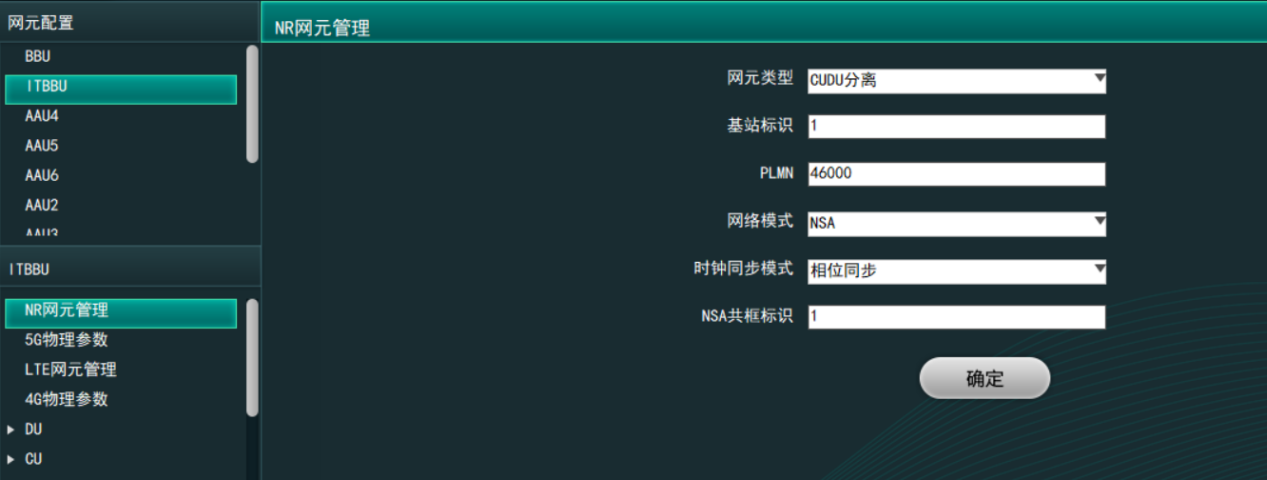 网元配置
BBU
ITBBU
AAU4
AAU5
AAU6
AAU2
AAU3
ITBBU
NR网元管理
5G物理参数
LTE网元管理
4G物理参数
DU
CU
NR网元管理
网元类型 CUDU分离
基站标识 1
PLMN 46000
网络模式 NSA
时钟同步模式 相位同步
NSA共框标识 1
确定